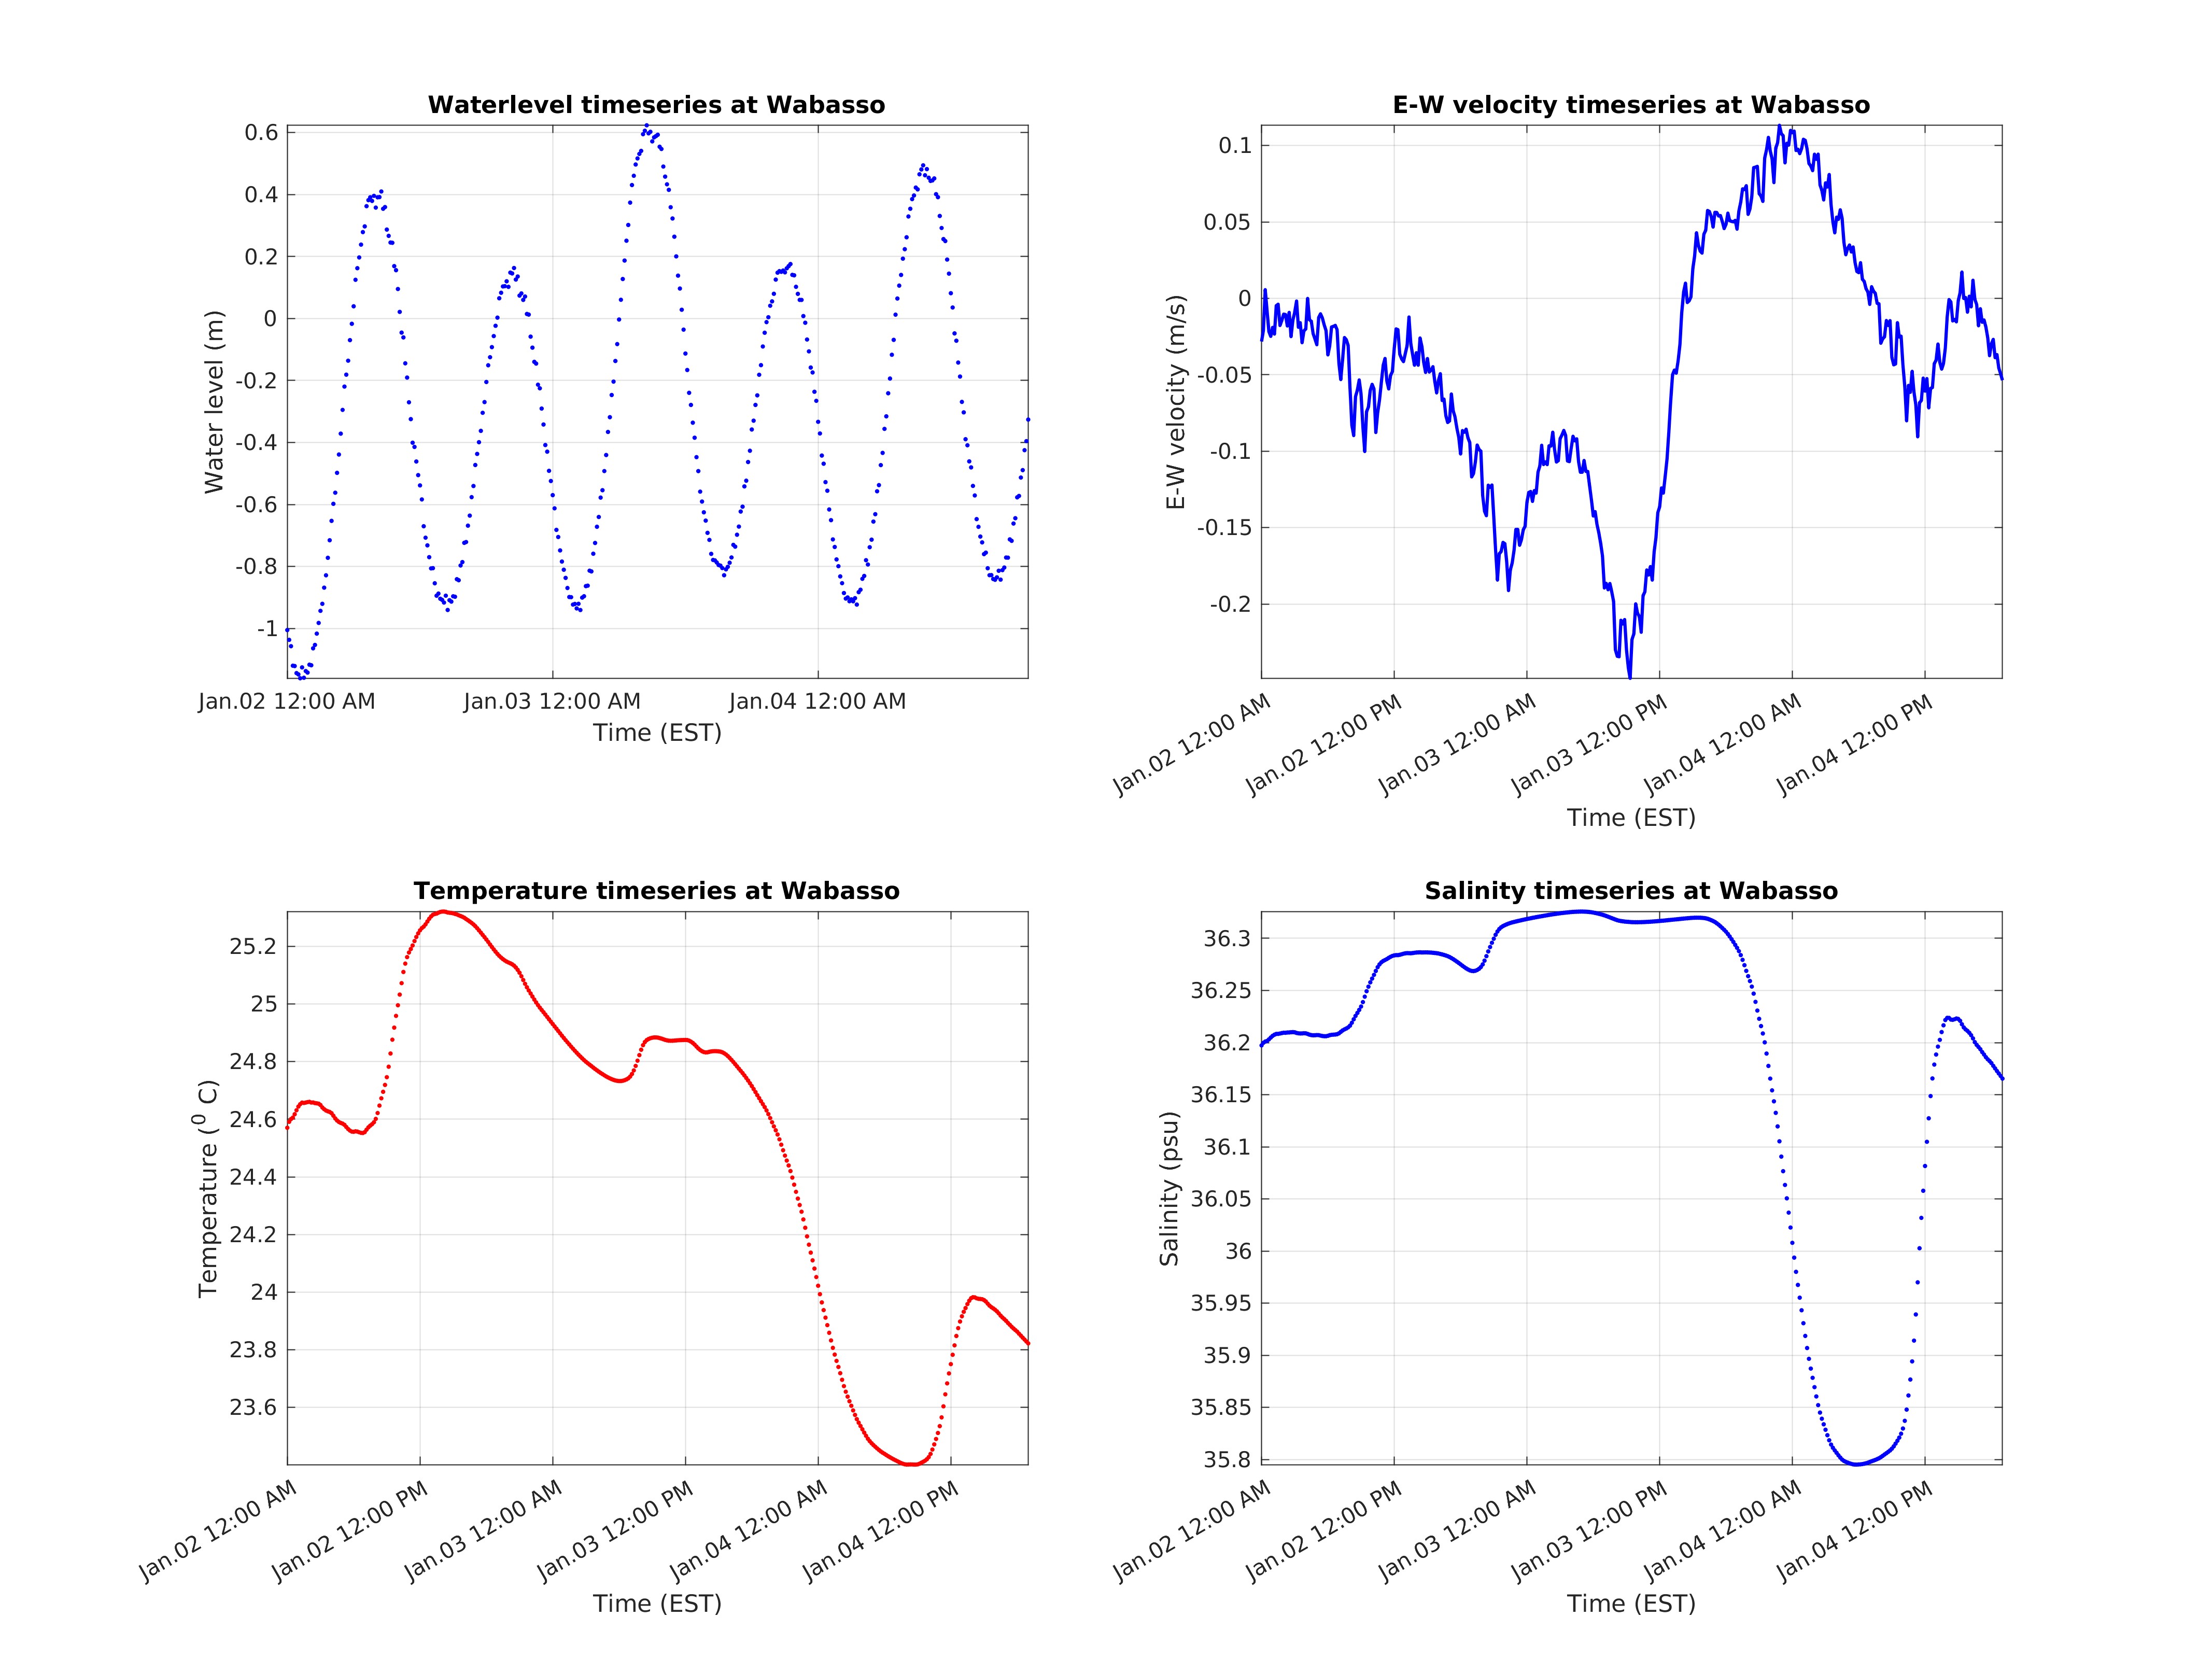 Waterlevel timeseries at Wabasso
0.6
0.4
0.2
0
-0.2
-0.4
-0.6
-0.8
-1
Water level (m)
Jan.02 12:00 AM
Jan.03 12:00 AM
Jan.04 12:00 AM
Time (EST)
E-W velocity timeseries at Wabasso
0.1
0.05
0
-0.05
-0.1
-0.15
-0.2
E-W velocity (m/s)
Jan.02 12:00 AM
Jan.02 12:00 PM
Jan.03 12:00 AM
Jan.03 12:00 PM
Jan.04 12:00 AM
Jan.04 12:00 PM
Time (EST)
Temperature timeseries at Wabasso
25.2
25
24.8
24.6
24.4
24.2
24
23.8
23.6
Temperature (⁰ C)
Jan.02 12:00 AM
Jan.02 12:00 PM
Jan.03 12:00 AM
Jan.03 12:00 PM
Jan.04 12:00 AM
Jan.04 12:00 PM
Time (EST)
Salinity timeseries at Wabasso
36.3
36.25
36.2
36.15
36.1
36.05
36
35.95
35.9
35.85
35.8
Salinity (psu)
Jan.02 12:00 AM
Jan.02 12:00 PM
Jan.03 12:00 AM
Jan.03 12:00 PM
Jan.04 12:00 AM
Jan.04 12:00 PM
Time (EST)